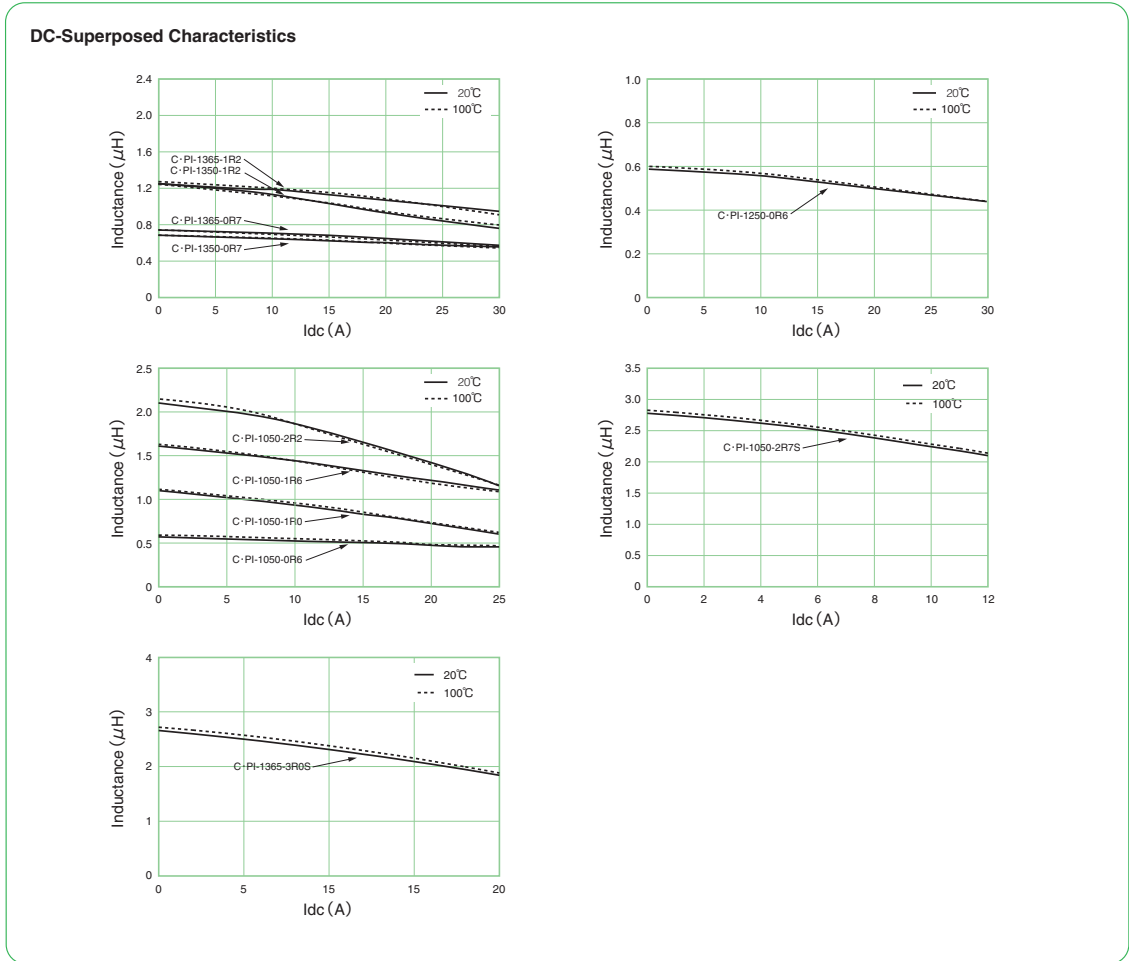 DC-Superposed Characteristics
2.4
2.0
1.6
1.2
0.8
0.4
0
Inductance (μH)
20℃
100℃
C・PI-1365-1R2
C・PI-1350-1R2
C・PI-1365-0R7
C・PI-1350-0R7
0 5 10 15 20 25 30
Idc (A)
1.0
0.8
0.6
0.4
0.2
0
Inductance (μH)
20℃
100℃
C・PI-1250-0R6
0 5 10 15 20 25 30
Idc (A)
2.5
2.0
1.5
1.0
0.5
0
Inductance (μH)
20℃
100℃
C・PI-1050-2R2
C・PI-1050-1R6
C・PI-1050-1R0
C・PI-1050-0R6
0 5 10 15 20 25
Idc (A)
3.5
3.0
2.5
2.0
1.5
1.0
0.5
0
Inductance (μH)
20℃
100℃
C・PI-1050-2R7S
0 2 4 6 8 10 12
Idc (A)
4
3
2
1
0
Inductance (μH)
20℃
100℃
C・PI-1365-3R0S
0 5 15 15 20
Idc (A)